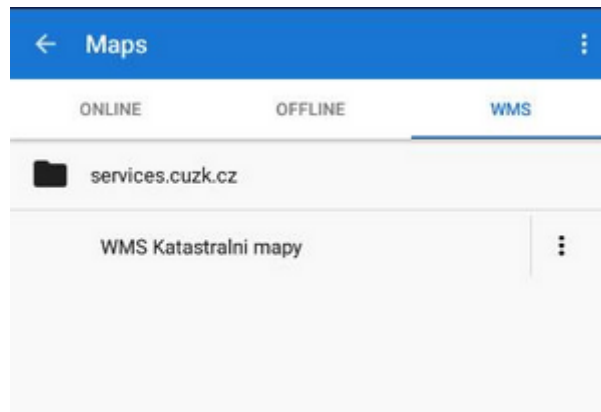 Maps
ONLINE OFFLINE WMS
services.cuzk.cz
WMS Katastralni mapy